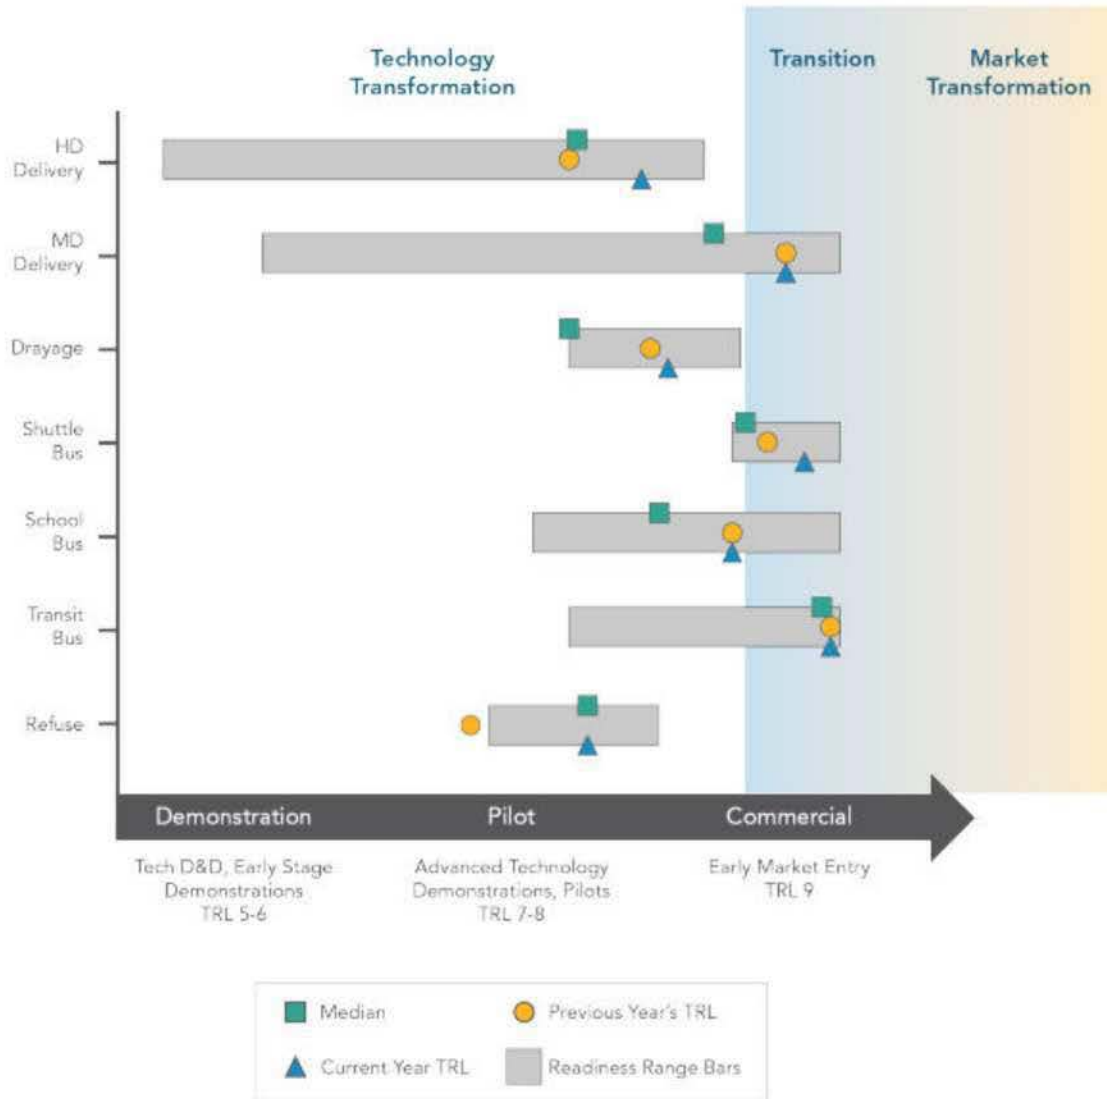 Technology
Transformation
Transition
Market
Transformation
HD
Delivery
MD
Delivery
Drayage
Shuttle
Bus
School
Bus
Transit
Bus
Refuse
Demonstration
Pilot
Commercial
Tech D&D, Early Stage
Demonstrations
TRL 5-6
Advanced Technology
Demonstrations, Pilots
TRL 7-8
Early Market Entry
TRL 9
Median
Previous Year's TRL
Current Year TRL
Readiness Range Bars